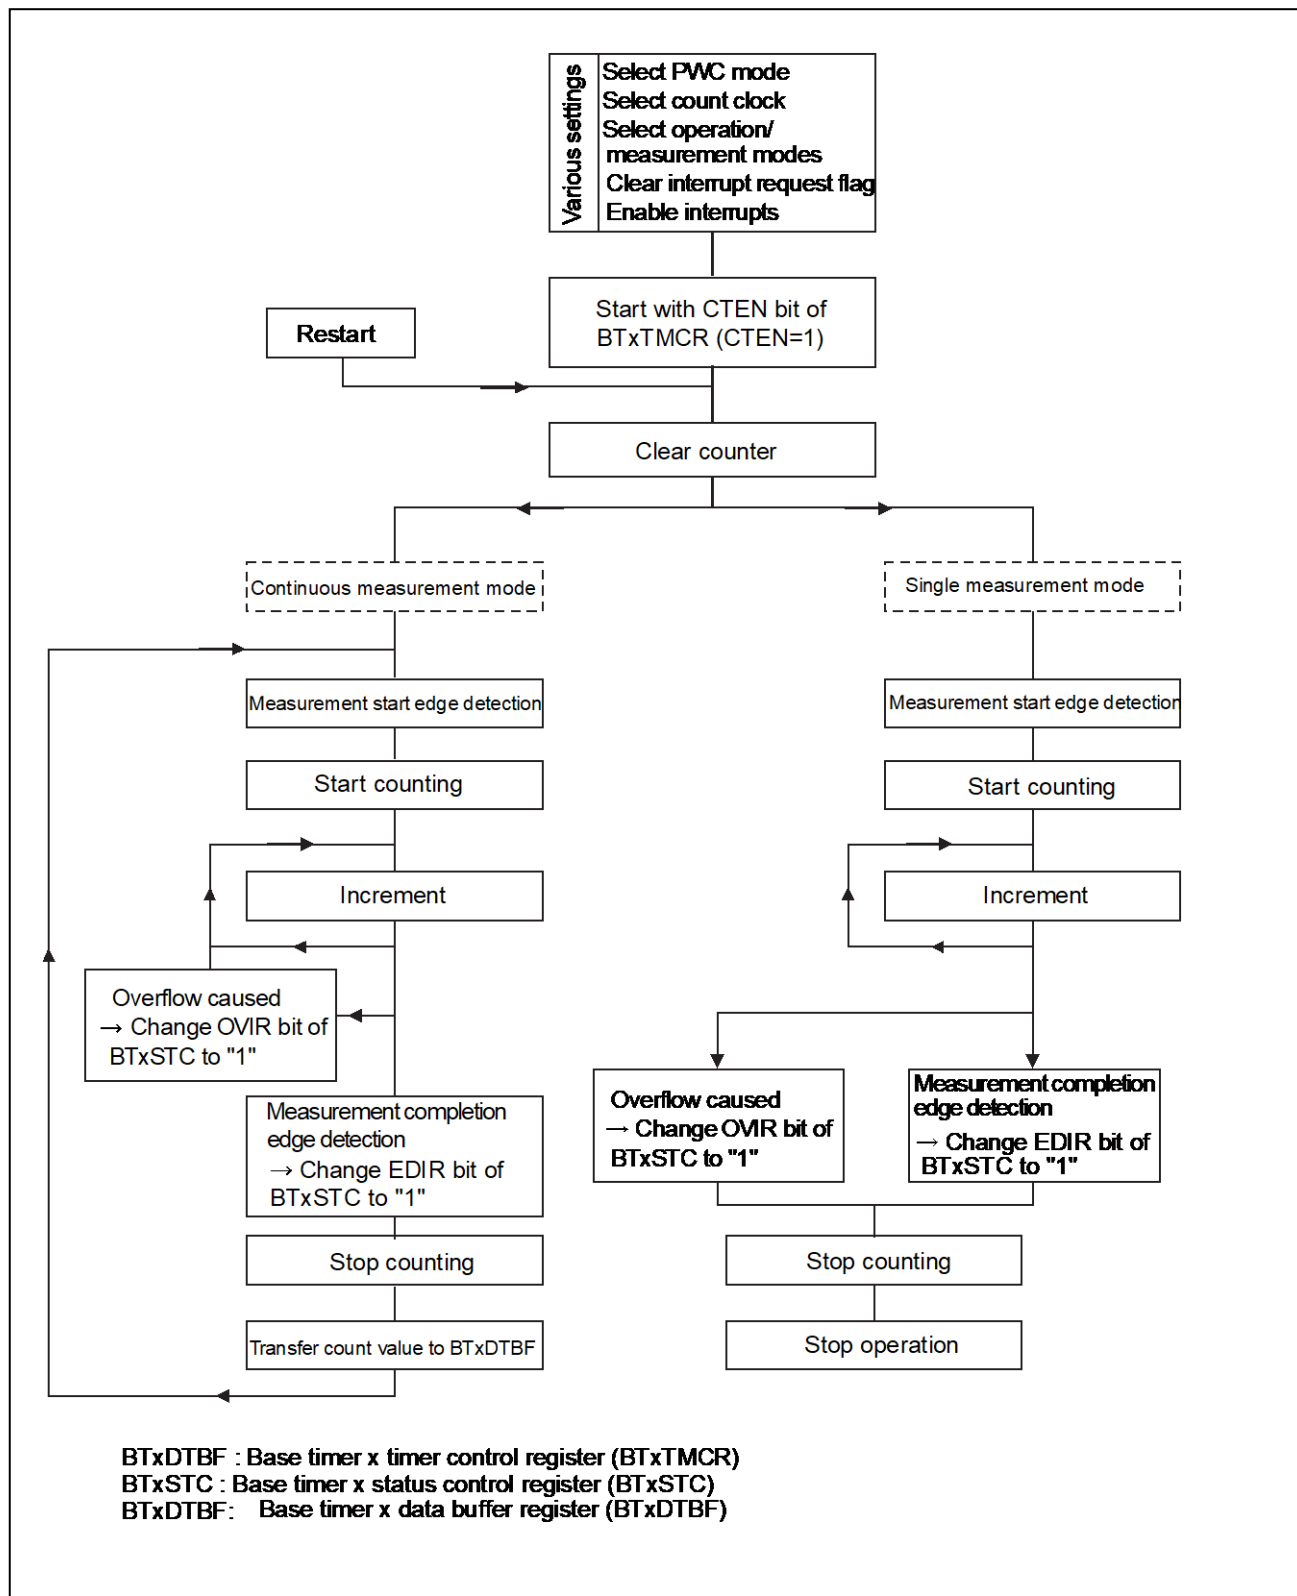 Various settings
Select PWC mode
Select count clock
Select operation/
measurement modes
Clear interrupt request flag
Enable interrupts
Start with CTEN bit of
BTxTMCR (CTEN=1)
Restart
Clear counter
Continuous measurement mode
Single measurement mode
Measurement start edge detection
Measurement start edge detection
Start counting
Start counting
Increment
Increment
Overflow caused
→ Change OVIR bit of
BTxSTC to "1"
Measurement completion
edge detection
→ Change EDIR bit of
BTxSTC to "1"
Overflow caused
→ Change OVIR bit of
BTxSTC to "1"
Measurement completion
edge detection
→ Change EDIR bit of
BTxSTC to "1"
Stop counting
Stop counting
Transfer count value to BTxDTBF
Stop operation
BTxDTBF : Base timer x timer control register (BTxTMCR)
BTxSTC : Base timer x status control register (BTxSTC)
BTxDTBF: Base timer x data buffer register (BTxDTBF)